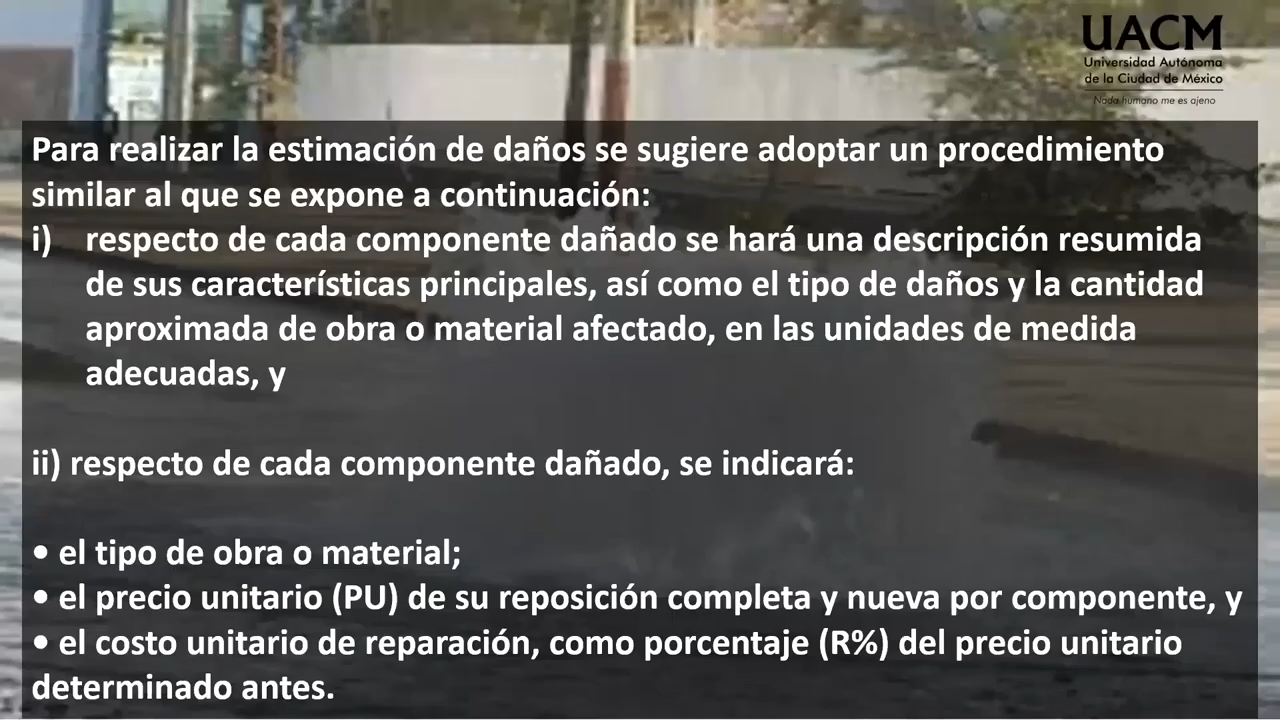 UACM
Universidad Autónoma
de la Ciudad de México
Nada humano me es ajeno
Para realizar la estimación de daños se sugiere adoptar un procedimiento
similar al que se expone a continuación:
i) respecto de cada componente dañado se hará una descripción resumida
de sus características principales, así como el tipo de daños y la cantidad
aproximada de obra o material afectado, en las unidades de medida
adecuadas, y
ii) respecto de cada componente dañado, se indicará:
• el tipo de obra o material;
• el precio unitario (PU) de su reposición completa y nueva por componente, y
• el costo unitario de reparación, como porcentaje (R%) del precio unitario
determinado antes.